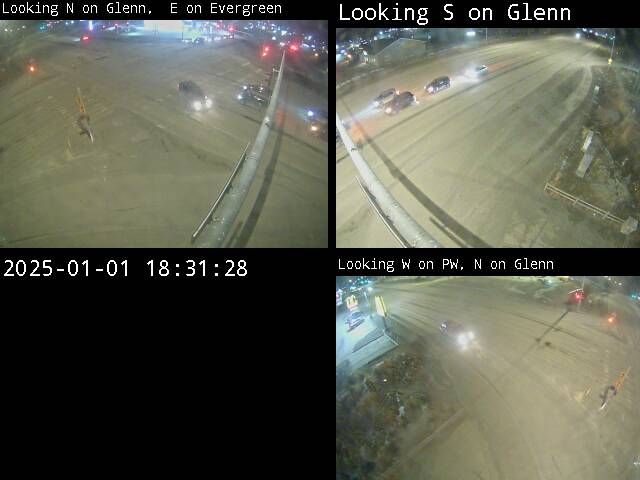 Looking N on Glenn,  E on Evergreen
Looking S on Glenn
2025-01-01 18:31:28
Looking W on PW, N on Glenn